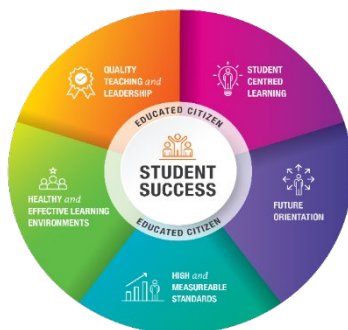 QUALITY
TEACHING and
LEADERSHIP
STUDENT
CENTRED
LEARNING
EDUCATED CITIZEN
STUDENT
SUCCESS
EDUCATED CITIZEN
HEALTHY and
EFFECTIVE LEARNING
ENVIRONMENTS
FUTURE
ORIENTATION
HIGH and
MEASUREABLE
STANDARDS